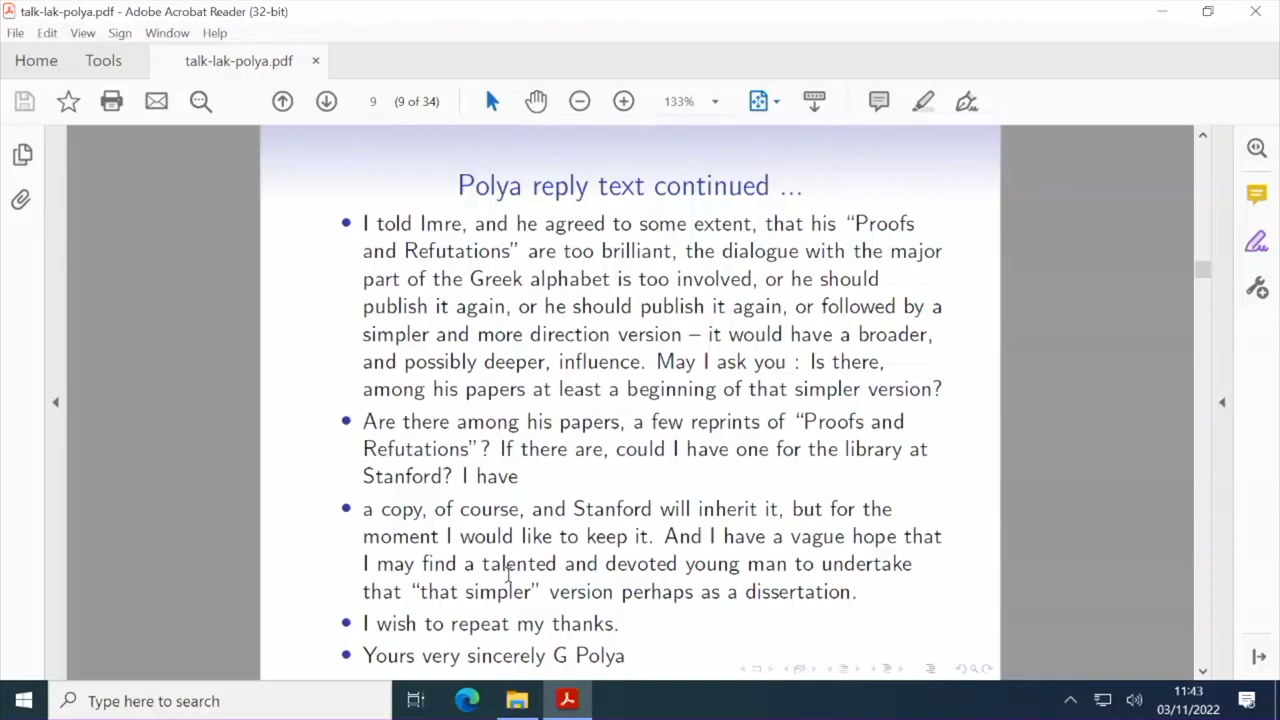 talk-lak-polya.pdf - Adobe Acrobat Reader (32-bit)
File Edit View Sign Window Help
Home Tools talk-lak-polya.pdf ×
9 (9 of 34) 133%
Polya reply text continued ...
• I told Imre, and he agreed to some extent, that his “Proofs
and Refutations” are too brilliant, the dialogue with the major
part of the Greek alphabet is too involved, or he should
publish it again, or he should publish it again, or followed by a
simpler and more direction version – it would have a broader,
and possibly deeper, influence. May I ask you : Is there,
among his papers at least a beginning of that simpler version?
• Are there among his papers, a few reprints of “Proofs and
Refutations”? If there are, could I have one for the library at
Stanford? I have
• a copy, of course, and Stanford will inherit it, but for the
moment I would like to keep it. And I have a vague hope that
I may find a talented and devoted young man to undertake
that “that simpler” version perhaps as a dissertation.
• I wish to repeat my thanks.
• Yours very sincerely G Polya
Type here to search
11:43
03/11/2022